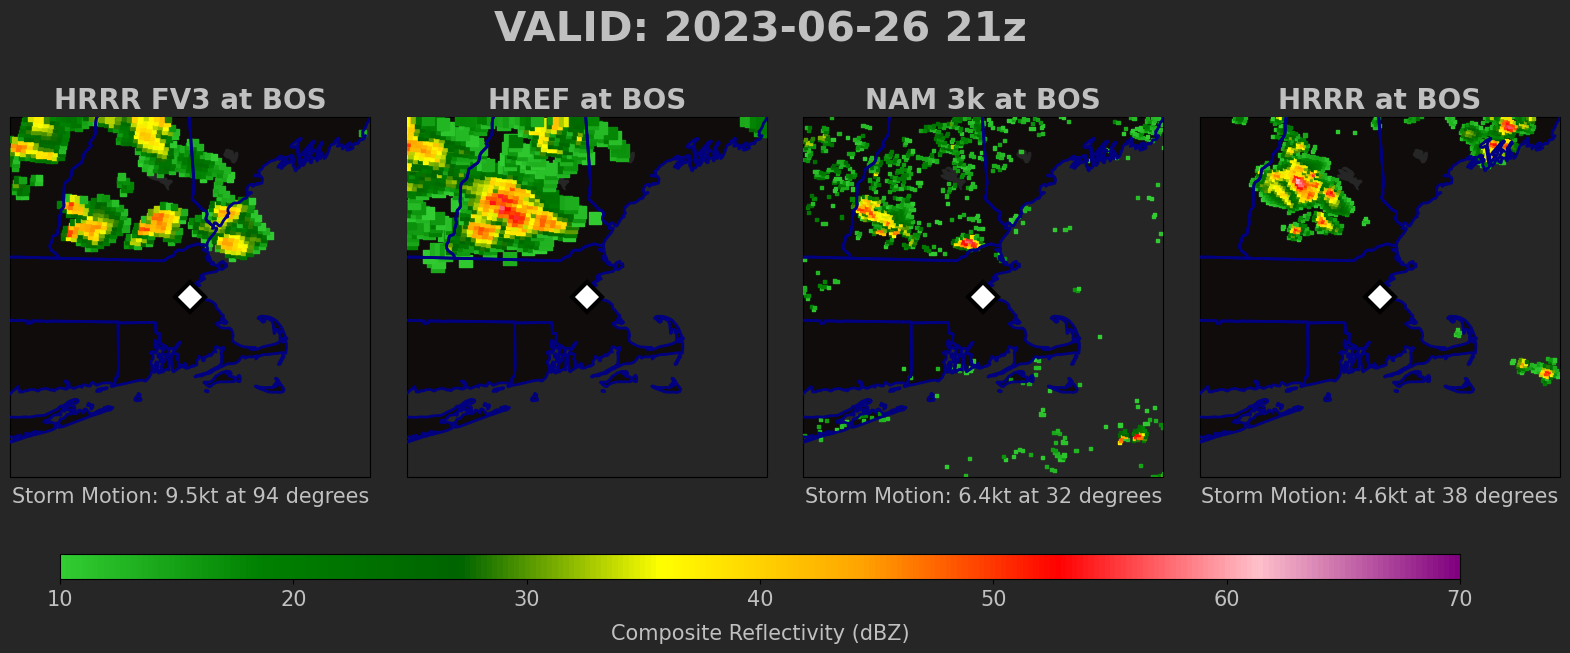 VALID: 2023-06-26 21z
HRRR FV3 at BOS
HREF at BOS
NAM 3k at BOS
HRRR at BOS
Storm Motion: 9.5kt at 94 degrees
Storm Motion: 6.4kt at 32 degrees
Storm Motion: 4.6kt at 38 degrees
10 20 30 40 50 60 70
Composite Reflectivity (dBZ)